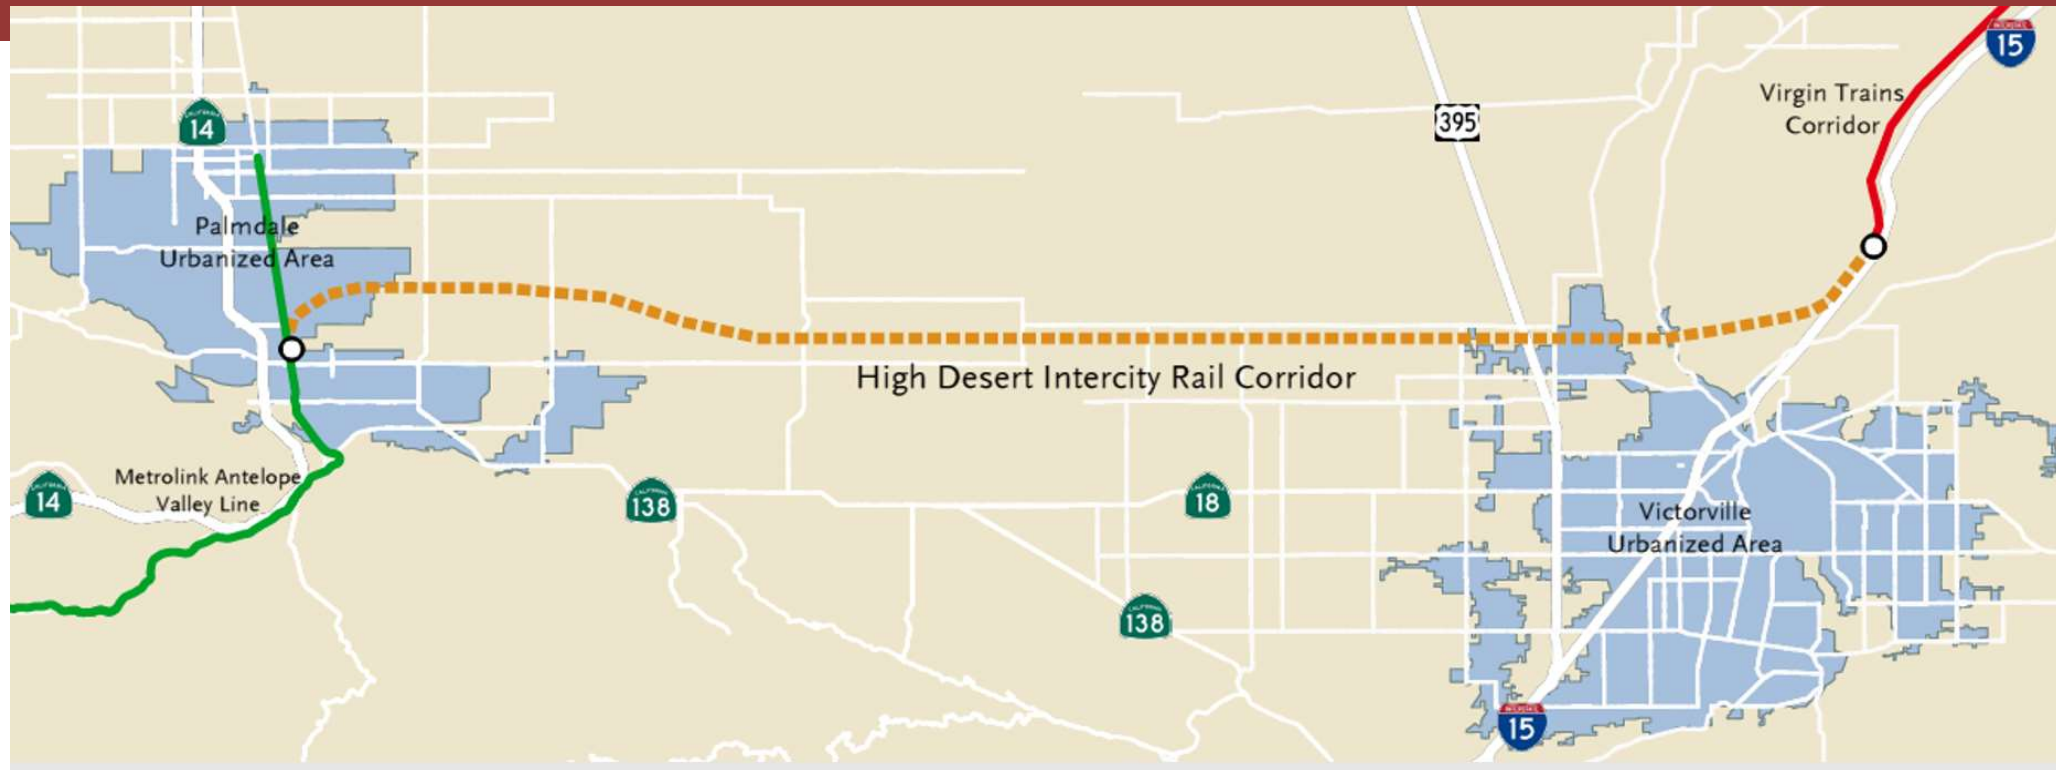 14
15
Virgin Trains
Corridor
395
Palmdale
Urbanized Area
High Desert Intercity Rail Corridor
Metrolink Antelope
Valley Line
14
138
18
Victorville
Urbanized Area
138
15